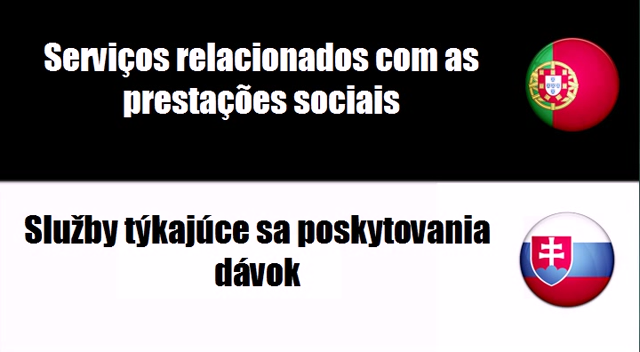 Serviços relacionados com as
prestações sociais
Služby týkajúce sa poskytovania
dávok